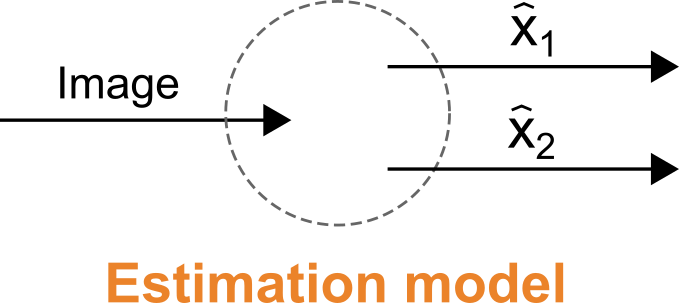 x̂₁
Image
x̂₂
Estimation model